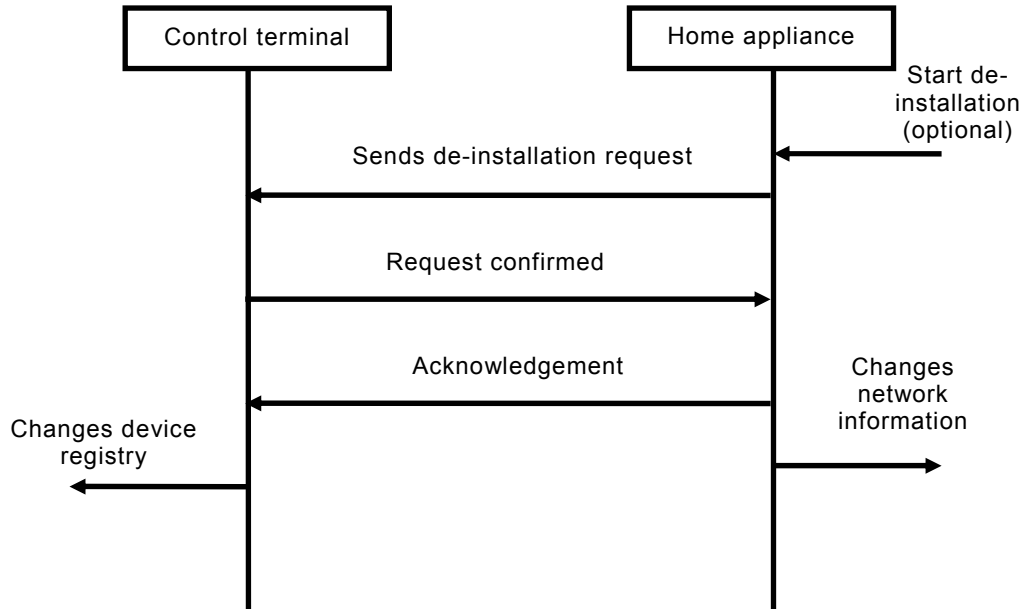 Control terminal
Home appliance
Start de-
installation
(optional)
Sends de-installation request
Request confirmed
Acknowledgement
Changes
network
information
Changes device
registry